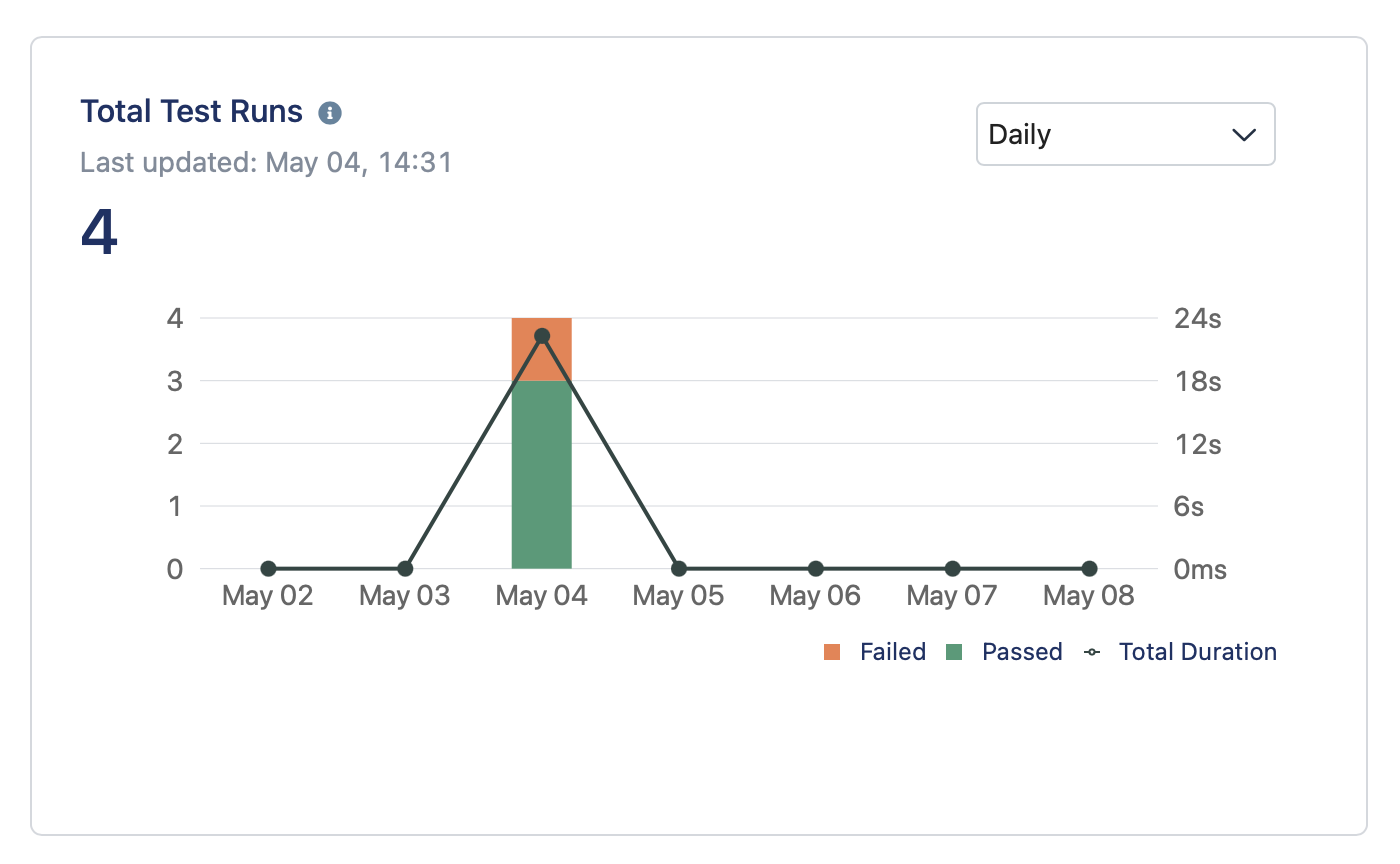 Total Test Runs
Daily
Last updated: May 04, 14:31
4
4 24s
3 18s
2 12s
1 6s
0 0ms
May 02 May 03 May 04 May 05 May 06 May 07 May 08
Failed Passed Total Duration